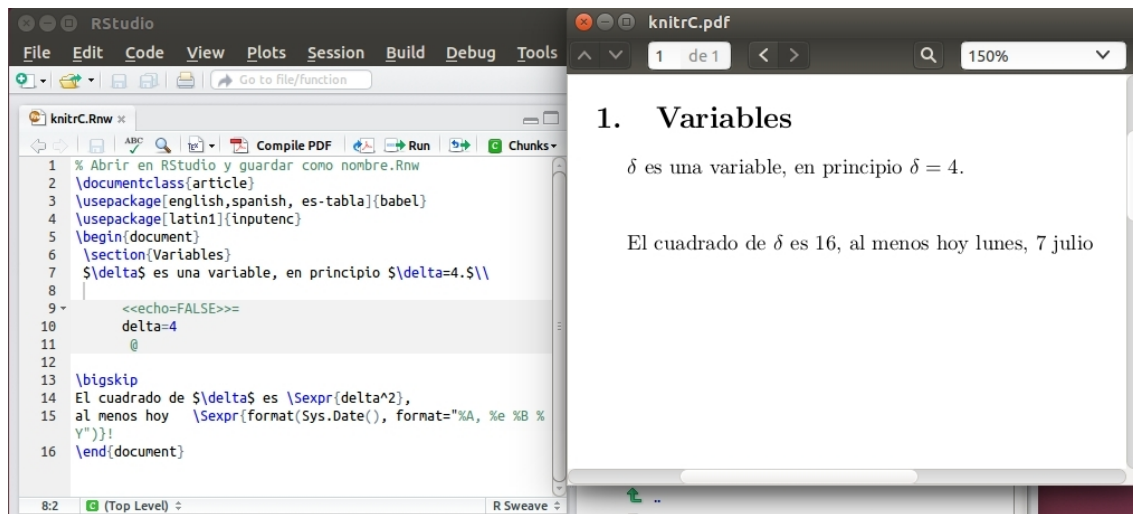 RStudio
File Edit Code View Plots Session Build Debug Tools
Go to file/function
knitrC.Rnw ×
ABC TEX Compile PDF Run C Chunks
1 % Abrir en RStudio y guardar como nombre.Rnw
2 \documentclass{article}
3 \usepackage[english,spanish, es-tabla]{babel}
4 \usepackage[latin1]{inputenc}
5 \begin{document}
6 \section{Variables}
7 $\delta$ es una variable, en principio $\delta=4.$\\
8
9 <<echo=FALSE>>=
10 delta=4
11 @
12
13 \bigskip
14 El cuadrado de $\delta$ es \Sexpr{delta^2},
15 al menos hoy \Sexpr{format(Sys.Date(), format="%A, %e %B %
Y")}!
16 \end{document}
8:2 C (Top Level) R Sweave
knitrC.pdf
1 de 1 < > 150%
1. Variables
δ es una variable, en principio δ = 4.
El cuadrado de δ es 16, al menos hoy lunes, 7 julio
..